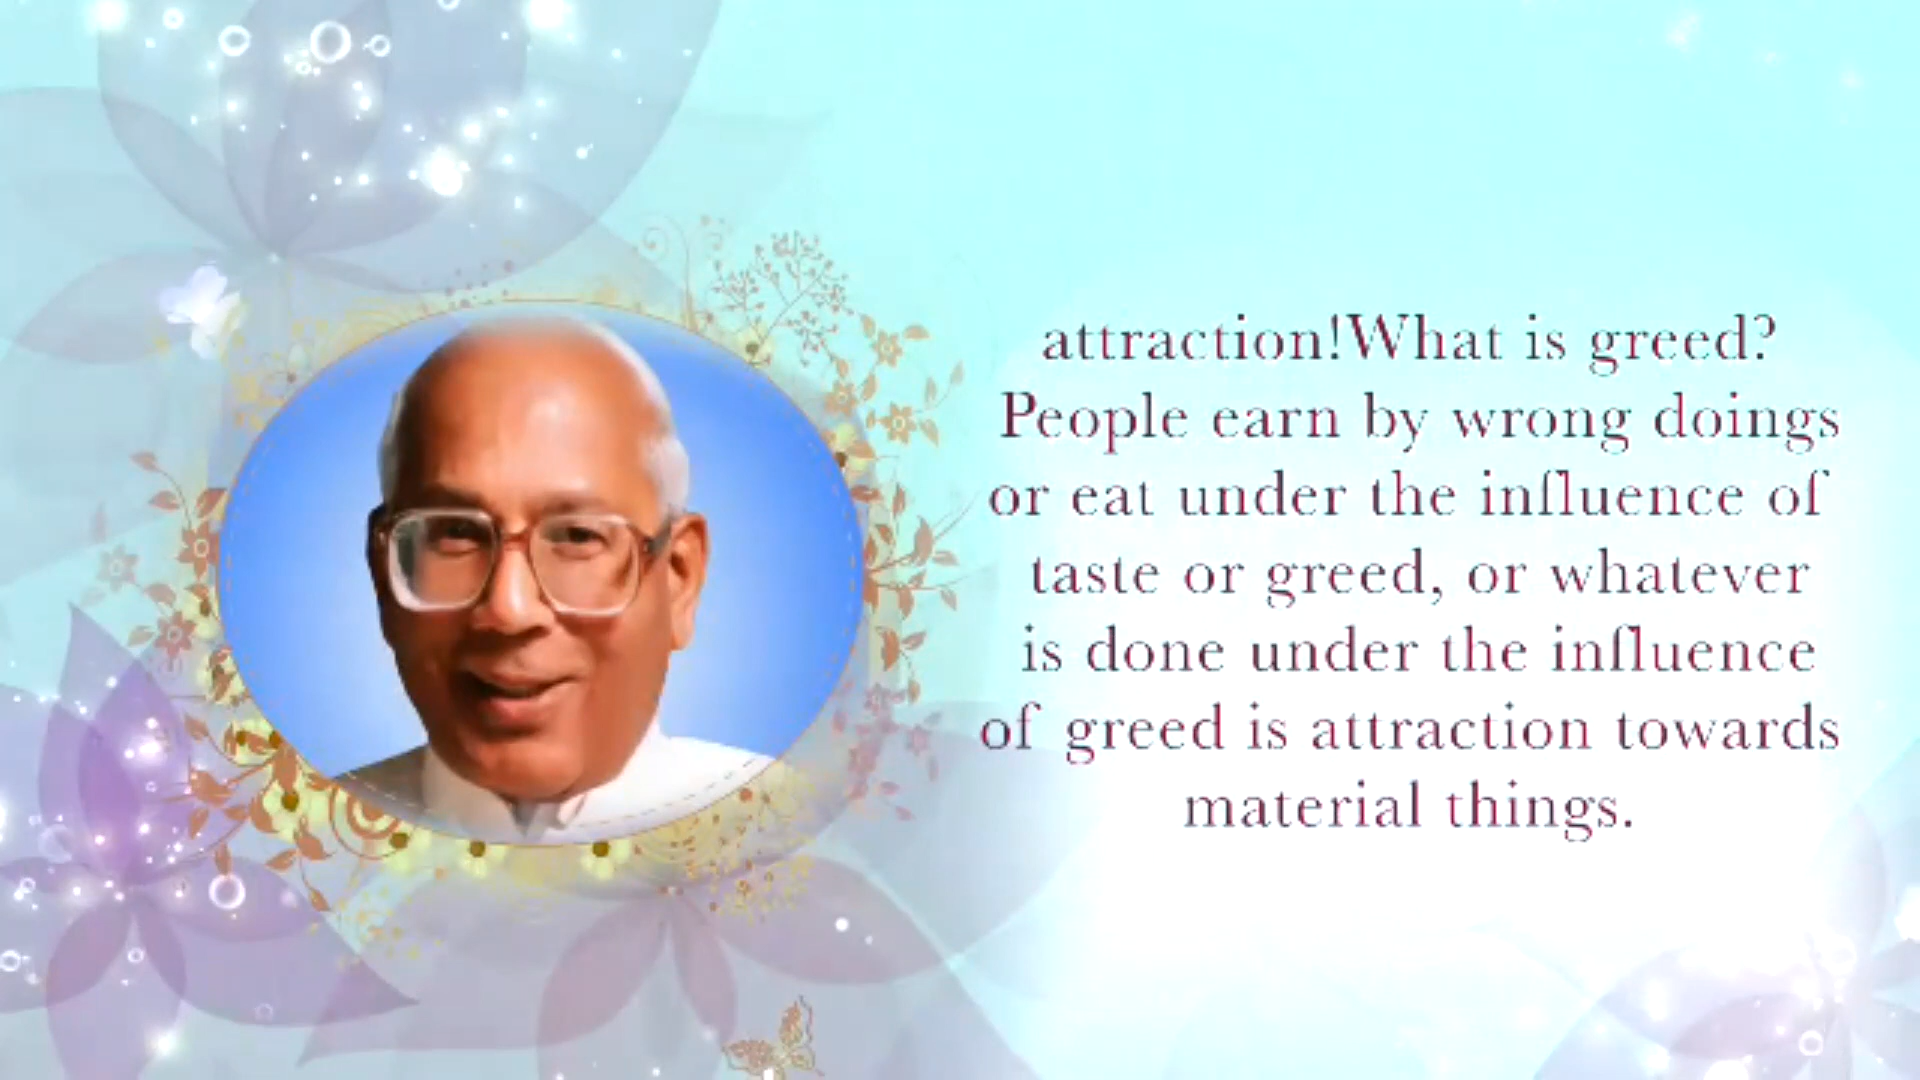 attraction!What is greed?
People earn by wrong doings
or eat under the influence of
taste or greed, or whatever
is done under the influence
of greed is attraction towards
material things.